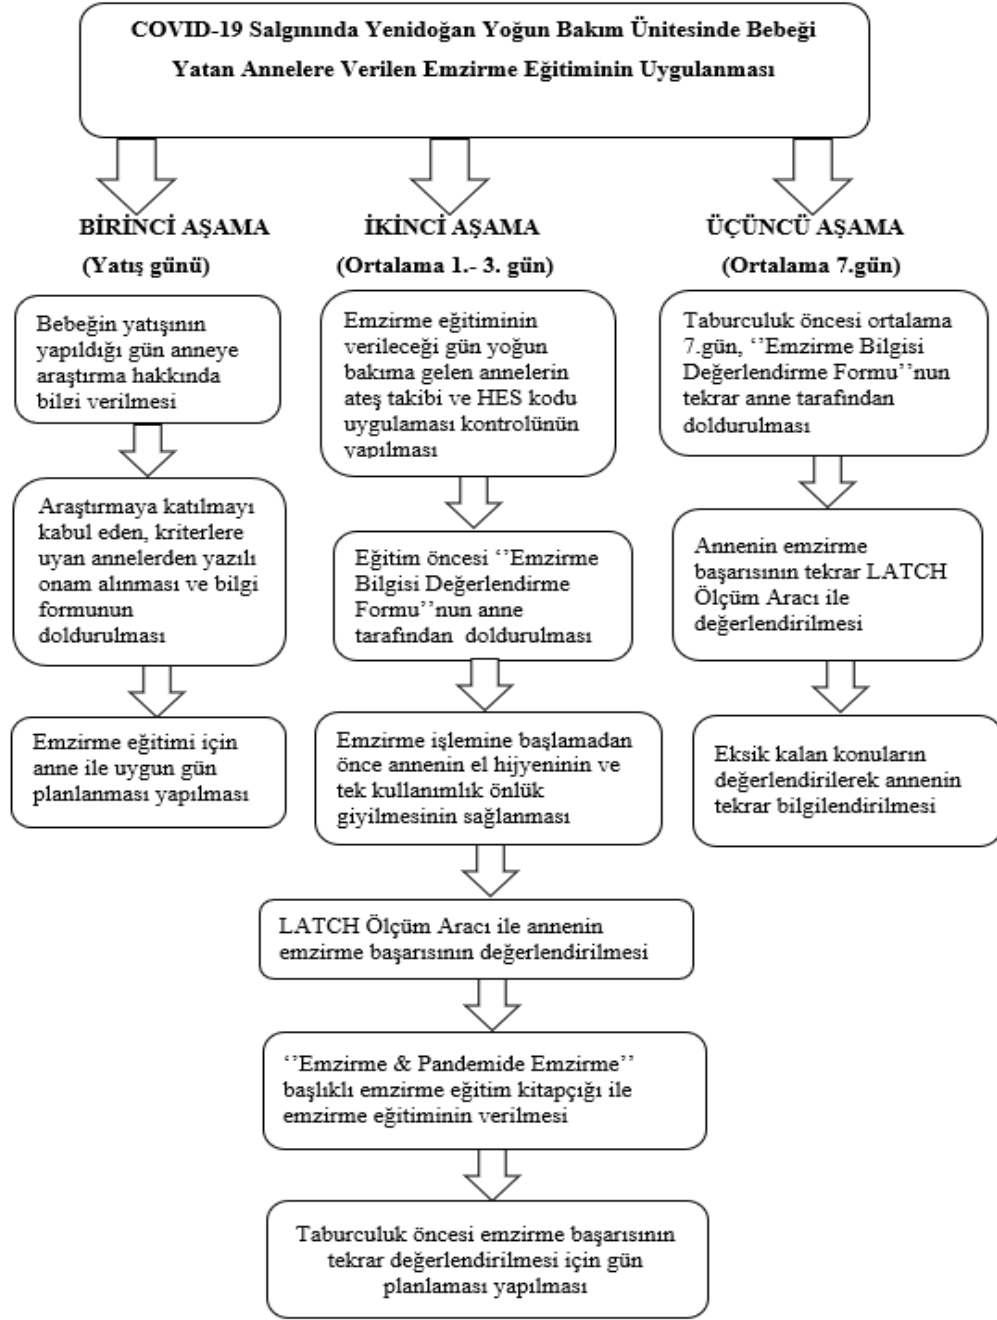 COVID-19 Salgınında Yenidoğan Yoğun Bakım Ünitesinde Bebeği
Yatan Annelere Verilen Emzirme Eğitiminin Uygulanması
BİRİNCİ AŞAMA
(Yatış günü)
Bebeğin yatışının
yapıldığı gün anneye
araştırma hakkında
bilgi verilmesi
Araştırmaya katılmayı
kabul eden, kriterlere
uyan annelerden yazılı
onam alınması ve bilgi
formunun
doldurulması
Emzirme eğitimi için
anne ile uygun gün
planlanması yapılması
İKİNCİ AŞAMA
(Ortalama 1.- 3. gün)
Emzirme eğitiminin
verileceği gün yoğun
bakıma gelen annelerin
ateş takibi ve HES kodu
uygulaması kontrolünün
yapılması
Eğitim öncesi ‘’Emzirme
Bilgisi Değerlendirme
Formu’’nun anne
tarafından doldurulması
Emzirme işlemine başlamadan
önce annenin el hijyeninin ve
tek kullanımlık önlük
giyilmesinin sağlanması
LATCH Ölçüm Aracı ile annenin
emzirme başarısının değerlendirilmesi
‘’Emzirme & Pandemide Emzirme’’
başlıklı emzirme eğitim kitapçığı ile
emzirme eğitiminin verilmesi
Taburculuk öncesi emzirme başarısının
tekrar değerlendirilmesi için gün
planlaması yapılması
ÜÇÜNCÜ AŞAMA
(Ortalama 7.gün)
Taburculuk öncesi ortalama
7.gün, ‘’Emzirme Bilgisi
Değerlendirme Formu’’nun
tekrar anne tarafından
doldurulması
Annenin emzirme
başarısının tekrar LATCH
Ölçüm Aracı ile
değerlendirilmesi
Eksik kalan konuların
değerlendirilerek annenin
tekrar bilgilendirilmesi